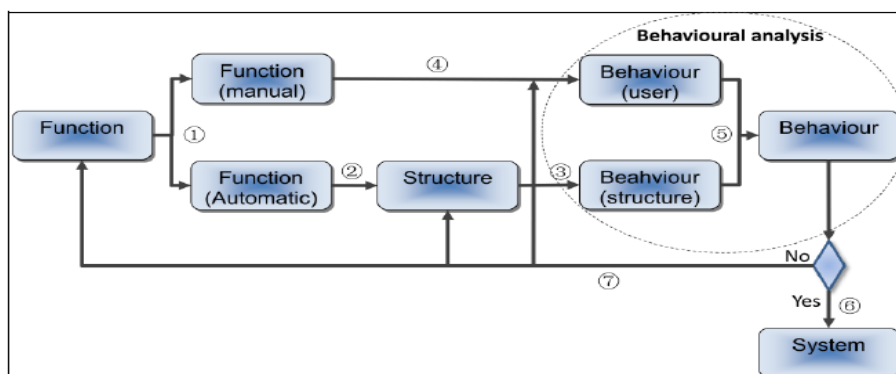 Behavioural analysis
Function
(manual)
④
Behaviour
(user)
Function
①
⑤
Behaviour
Function
(Automatic)
②
Structure
③
Beahviour
(structure)
No
⑦
Yes
⑥
System